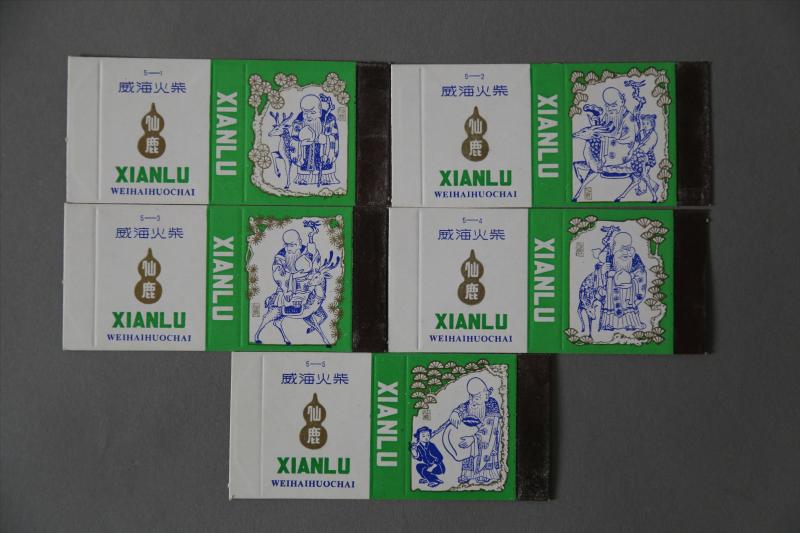 5—1
威海火柴
仙鹿
XIANLU
WEIHAIHUOCHAI
XIANLU
5—2
威海火柴
仙鹿
XIANLU
WEIHAIHUOCHAI
XIANLU
5—3
威海火柴
仙鹿
XIANLU
WEIHAIHUOCHAI
XIANLU
5—4
威海火柴
仙鹿
XIANLU
WEIHAIHUOCHAI
XIANLU
5—5
威海火柴
仙鹿
XIANLU
WEIHAIHUOCHAI
XIANLU